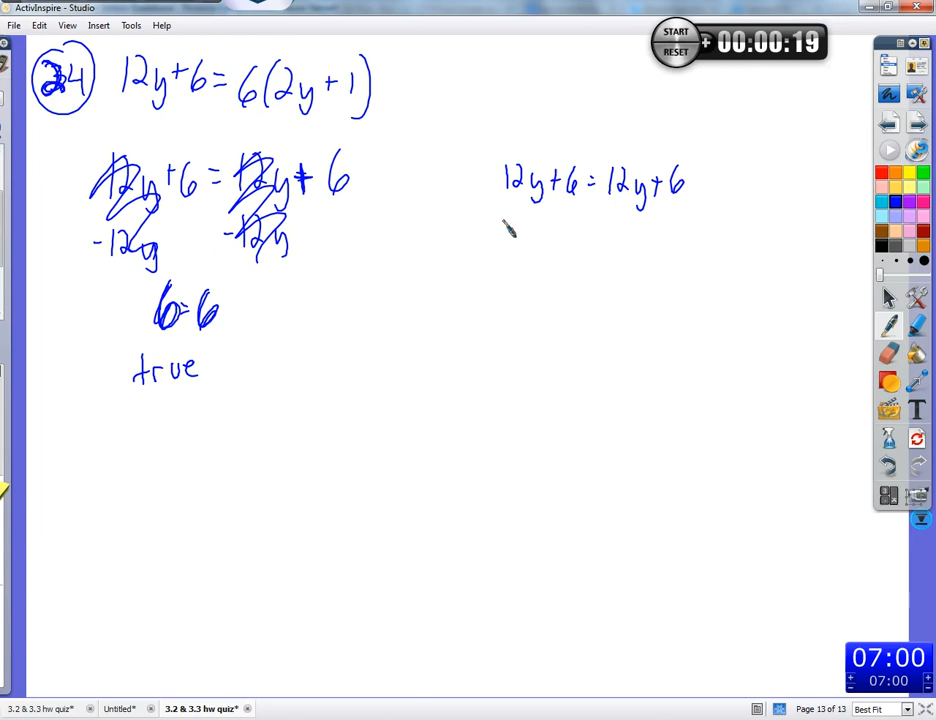 ActivInspire - Studio
File Edit View Insert Tools Help
START
RESET
+ 00:00:19
24 12y+6=6(2y+1)
12y+6=12y+6
-12y -12y
6=6
true
12y+6=12y+6
07:00
07:00
3.2 & 3.3 hw quiz* Untitled* 3.2 & 3.3 hw quiz*
Page 13 of 13 Best Fit